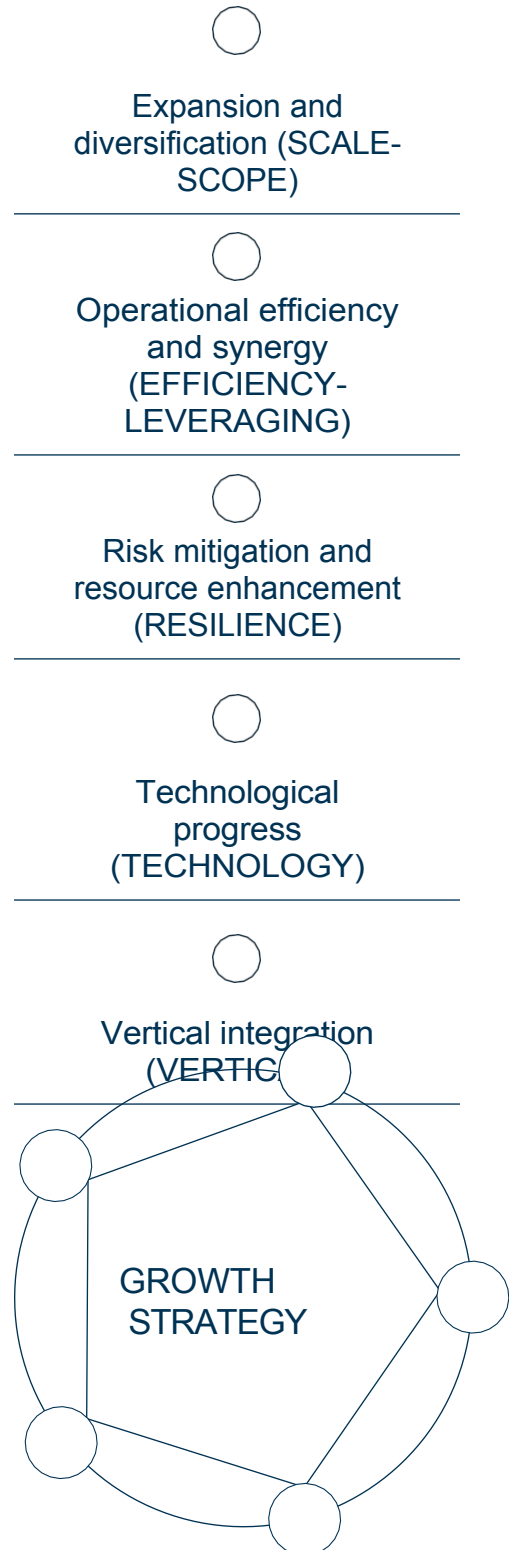 Expansion and
diversification (SCALE-
SCOPE)
Operational efficiency
and synergy
(EFFICIENCY-
LEVERAGING)
Risk mitigation and
resource enhancement
(RESILIENCE)
Technological
progress
(TECHNOLOGY)
Vertical integration
(VERTIC
GROWTH
STRATEGY